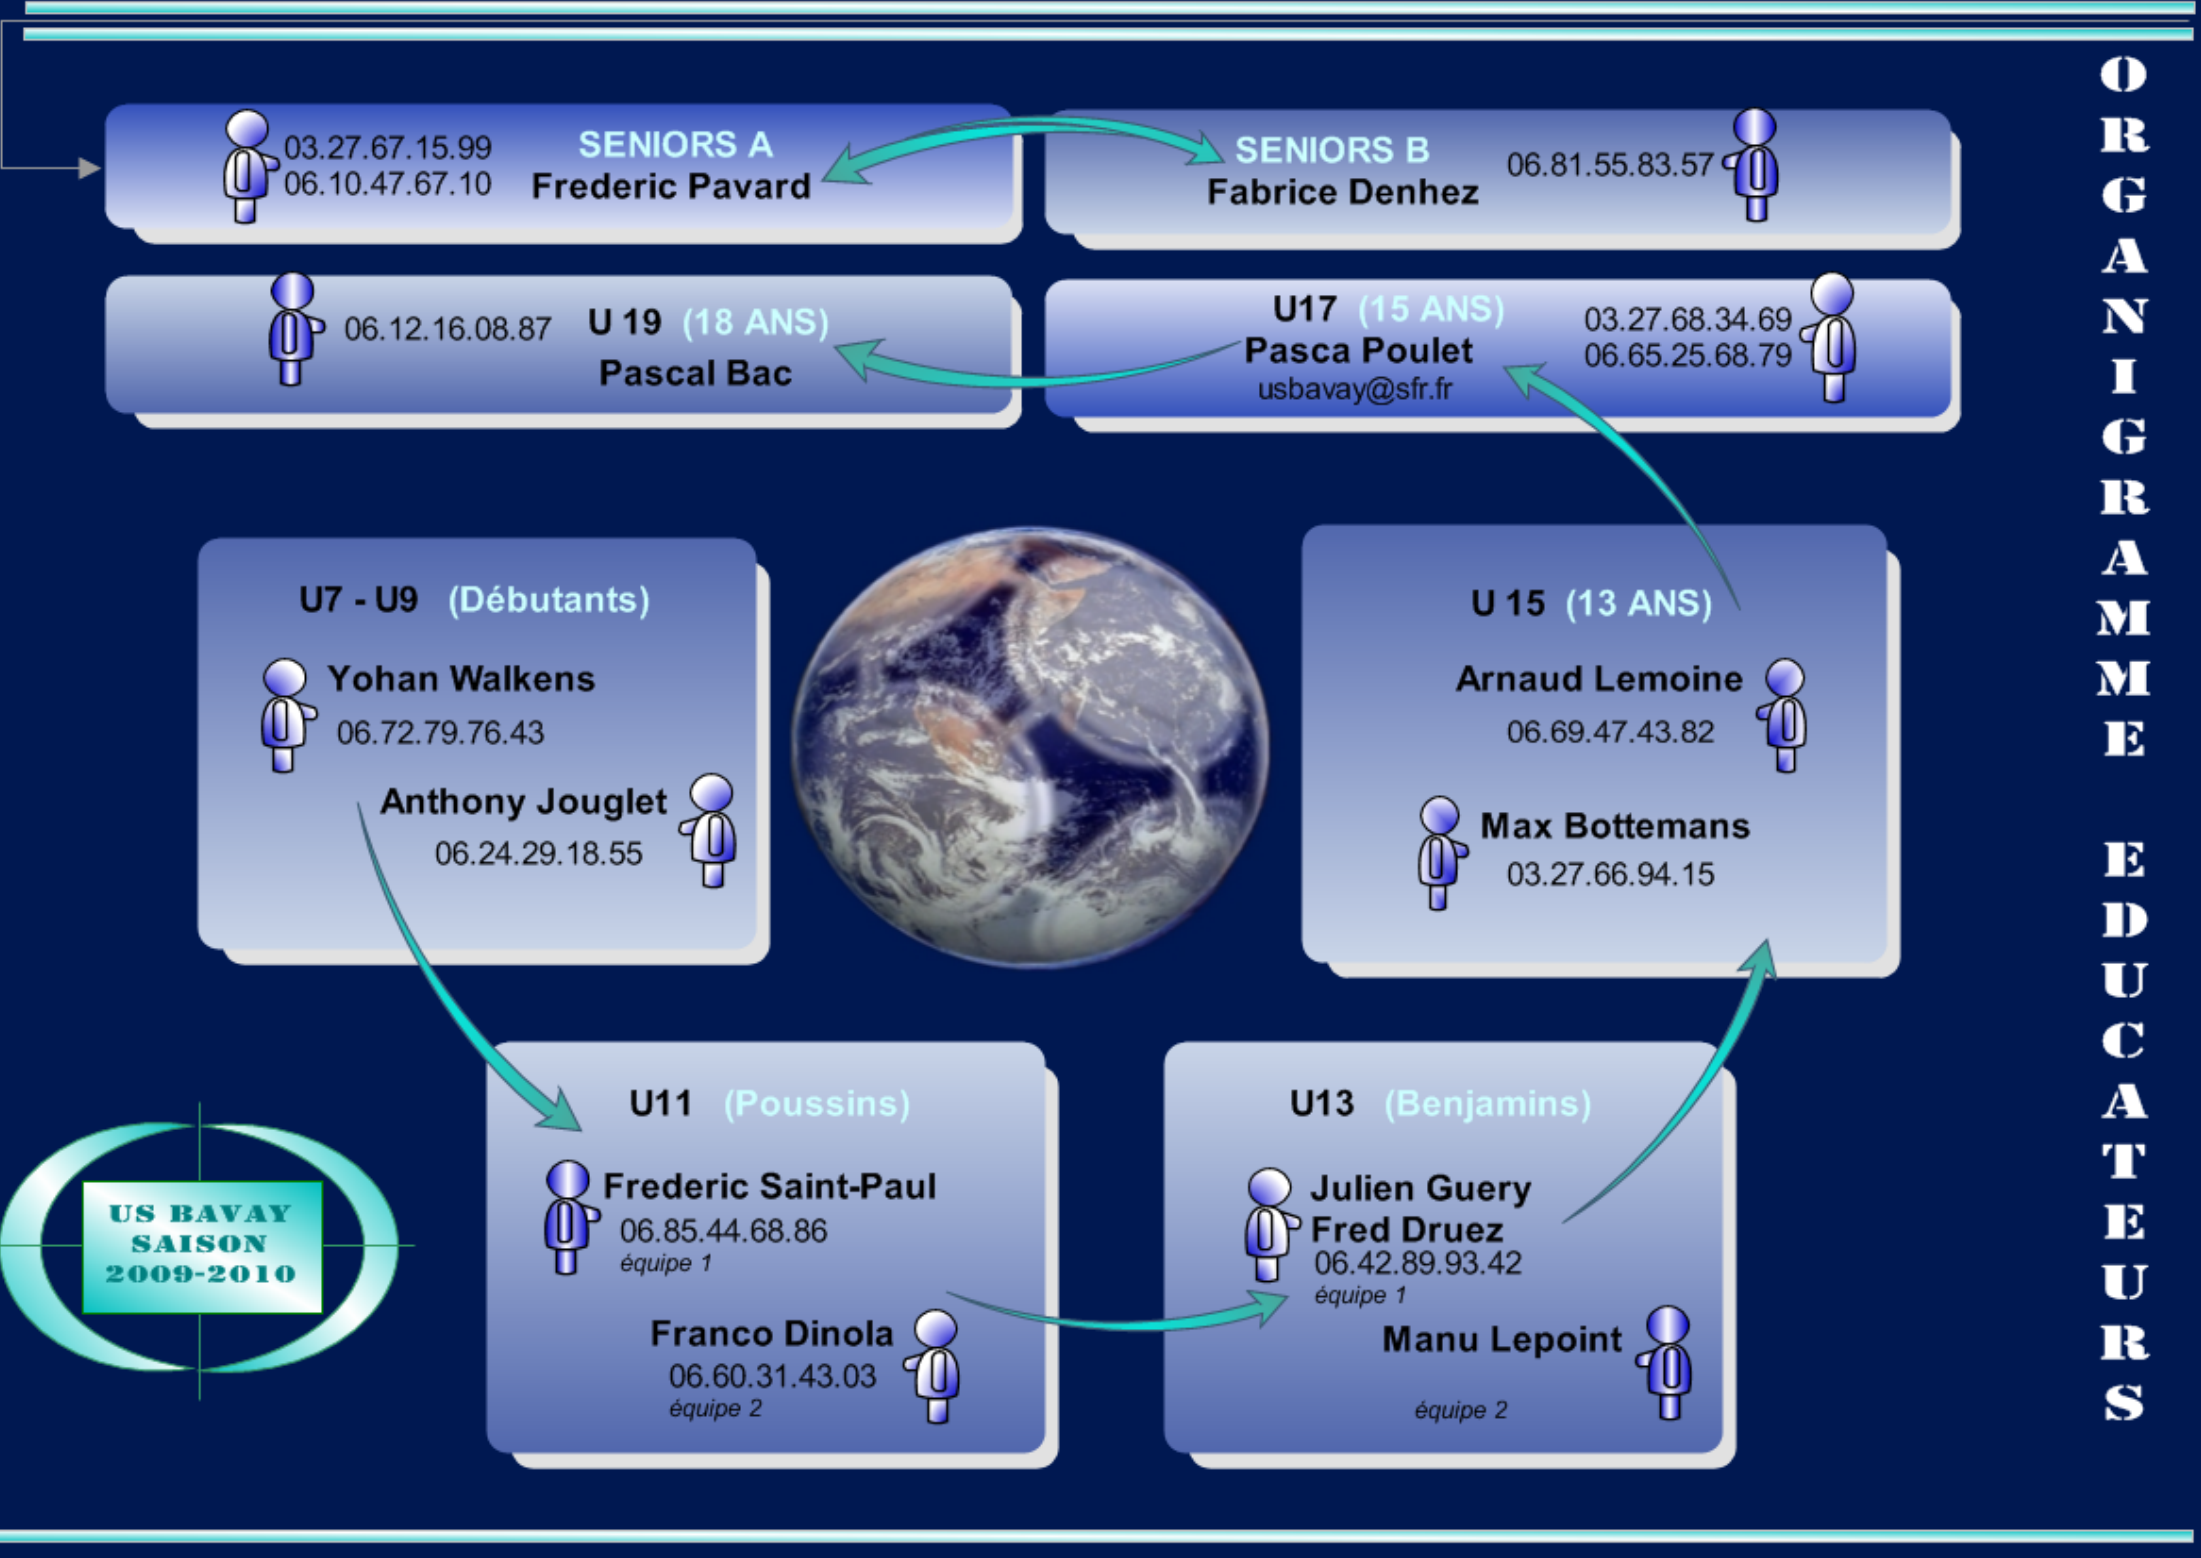 ORGANIGRAMME EDUCATEURS
03.27.67.15.99
06.10.47.67.10
SENIORS A
Frederic Pavard
SENIORS B
Fabrice Denhez
06.81.55.83.57
06.12.16.08.87
U 19 (18 ANS)
Pascal Bac
U17 (15 ANS)
Pasca Poulet
usbavay@sfr.fr
03.27.68.34.69
06.65.25.68.79
U7 - U9 (Débutants)
Yohan Walkens
06.72.79.76.43
Anthony Jouglet
06.24.29.18.55
U 15 (13 ANS)
Arnaud Lemoine
06.69.47.43.82
Max Bottemans
03.27.66.94.15
U11 (Poussins)
Frederic Saint-Paul
06.85.44.68.86
équipe 1
Franco Dinola
06.60.31.43.03
équipe 2
U13 (Benjamins)
Julien Guery
Fred Druez
06.42.89.93.42
équipe 1
Manu Lepoint
équipe 2
US BAVAY
SAISON
2009-2010